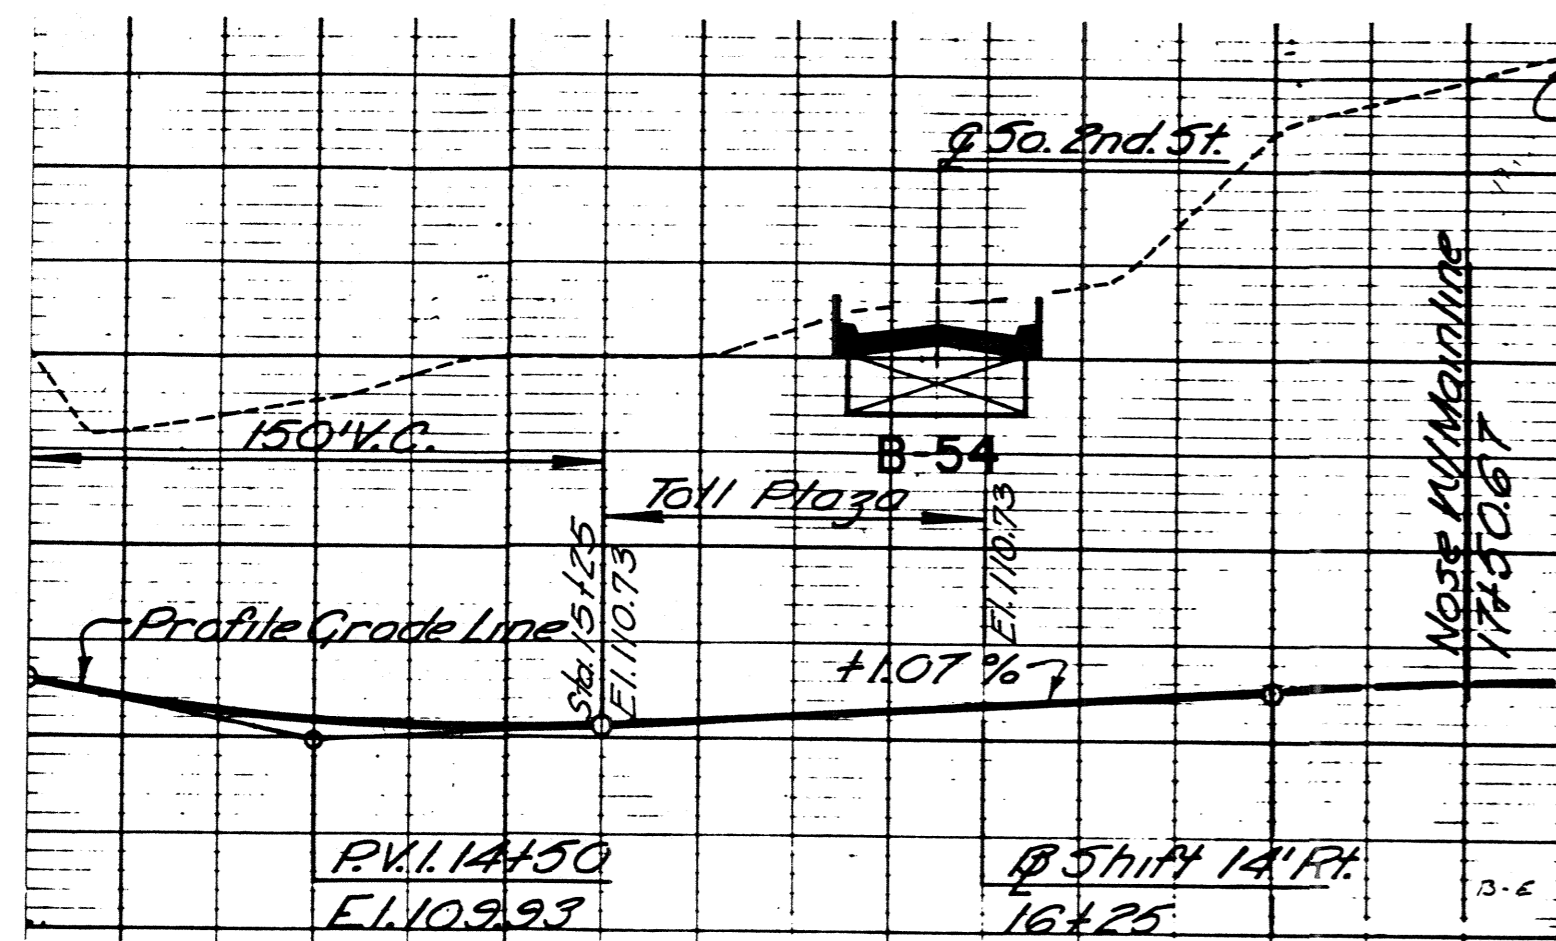 ℄ So. 2nd. St.
150' V.C.
B-54
Toll Plaza
Sta. 15+25
El. 110.73
El. 110.73
Nose W/Mainline
17+50.67
Profile Grade Line
+1.07 %
P.V.I. 14+50
El. 109.93
Shift 14' Rt.
16+25
B-E